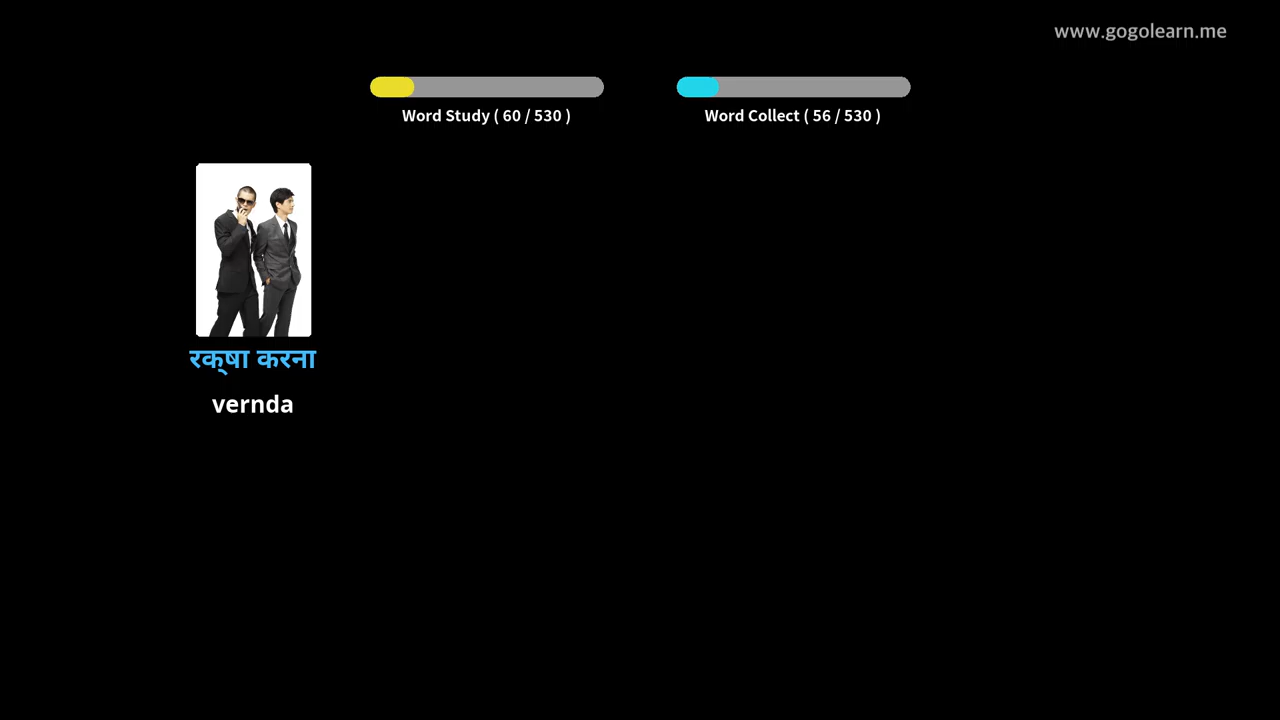 www.gogolearn.me
Word Study ( 60 / 530 )
Word Collect ( 56 / 530 )
रक्षा करना
vernda